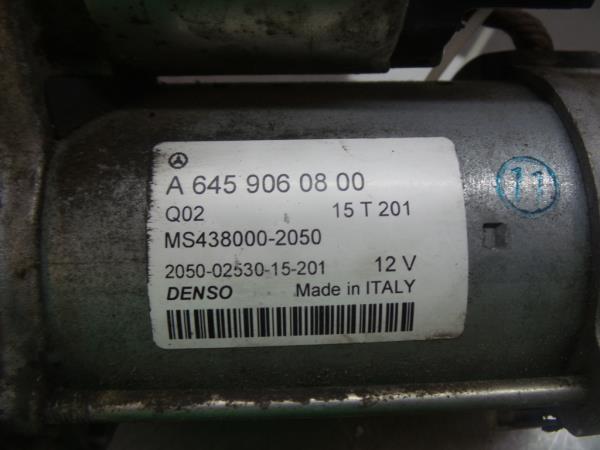 A 645 906 08 00
Q02 15 T 201
MS438000-2050
2050-02530-15-201 12 V
DENSO Made in ITALY
11